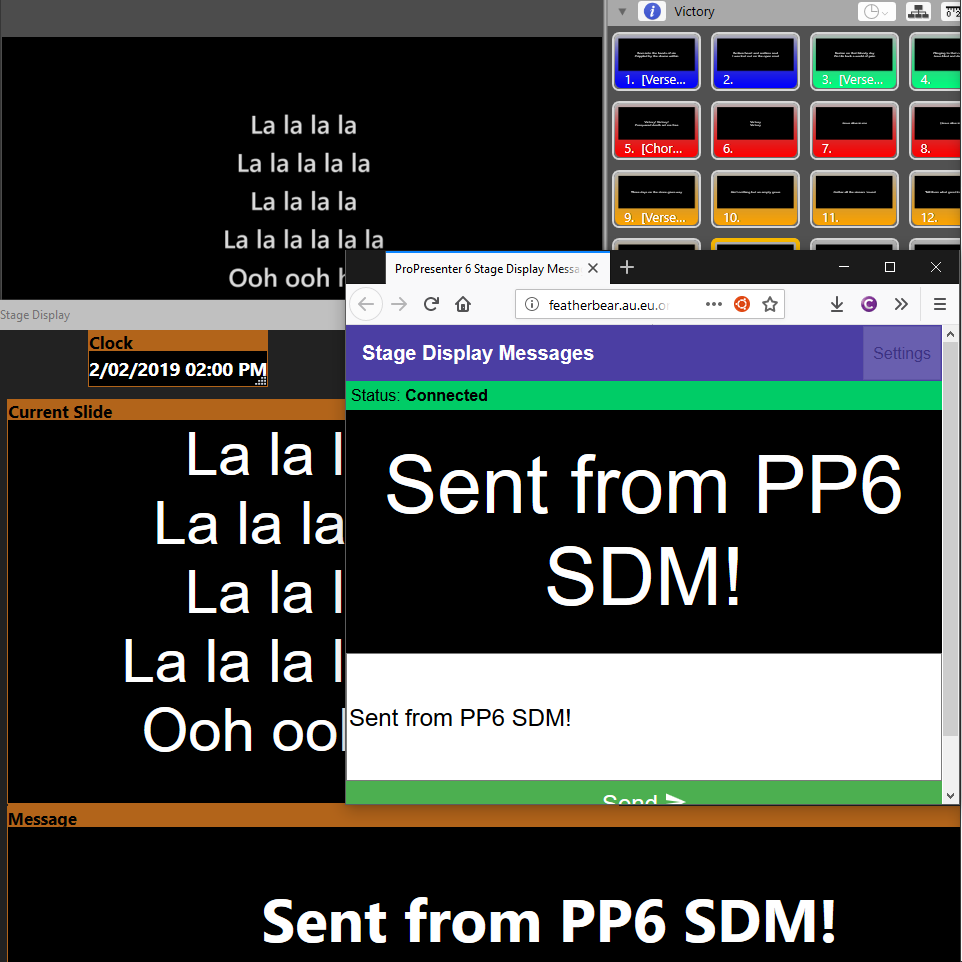 La la la la
La la la la la
La la la la
La la la la la la
Ooh ooh
Victory
1. [Verse...
2.
3. [Verse...
4.
5. [Chor...
6.
7.
8.
9. [Verse...
10.
11.
12.
ProPresenter 6 Stage Display Messa
featherbear.au.eu.o
Stage Display Messages
Settings
Status: Connected
Sent from PP6
SDM!
Sent from PP6 SDM!
Send
Stage Display
Clock
2/02/2019 02:00 PM
Current Slide
La la l
La la la
La la l
La la la l
Ooh ool
Message
Sent from PP6 SDM!